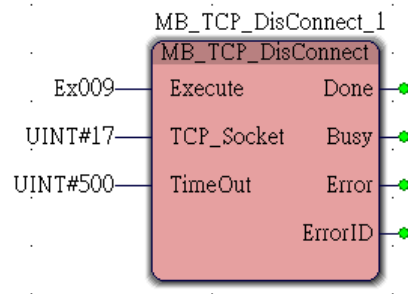 MB_TCP_DisConnect_1
MB_TCP_DisConnect
Ex009 Execute Done
UINT#17 TCP_Socket Busy
UINT#500 TimeOut Error
ErrorID